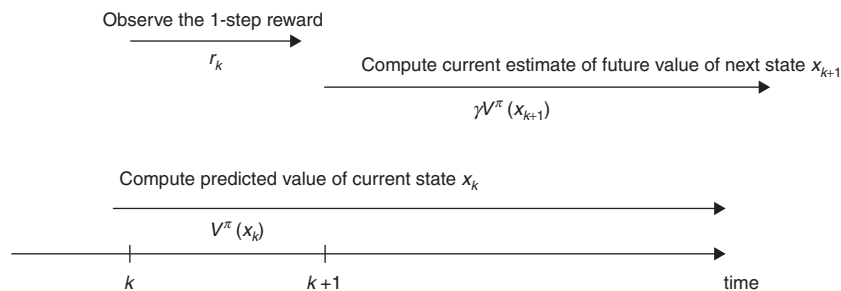 Observe the 1-step reward
r_k
Compute current estimate of future value of next state x_{k+1}
γV^π (x_{k+1})
Compute predicted value of current state x_k
V^π (x_k)
k
k+1
time